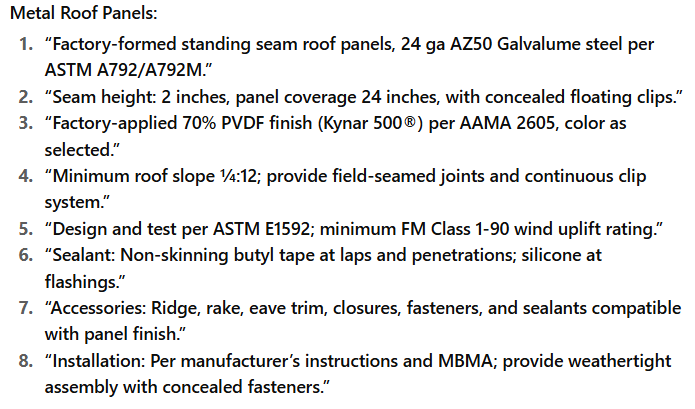 Metal Roof Panels:
1. “Factory-formed standing seam roof panels, 24 ga AZ50 Galvalume steel per
ASTM A792/A792M.”
2. “Seam height: 2 inches, panel coverage 24 inches, with concealed floating clips.”
3. “Factory-applied 70% PVDF finish (Kynar 500®) per AAMA 2605, color as
selected.”
4. “Minimum roof slope ¼:12; provide field-seamed joints and continuous clip
system.”
5. “Design and test per ASTM E1592; minimum FM Class 1-90 wind uplift rating.”
6. “Sealant: Non-skinning butyl tape at laps and penetrations; silicone at
flashings.”
7. “Accessories: Ridge, rake, eave trim, closures, fasteners, and sealants compatible
with panel finish.”
8. “Installation: Per manufacturer’s instructions and MBMA; provide weathertight
assembly with concealed fasteners.”